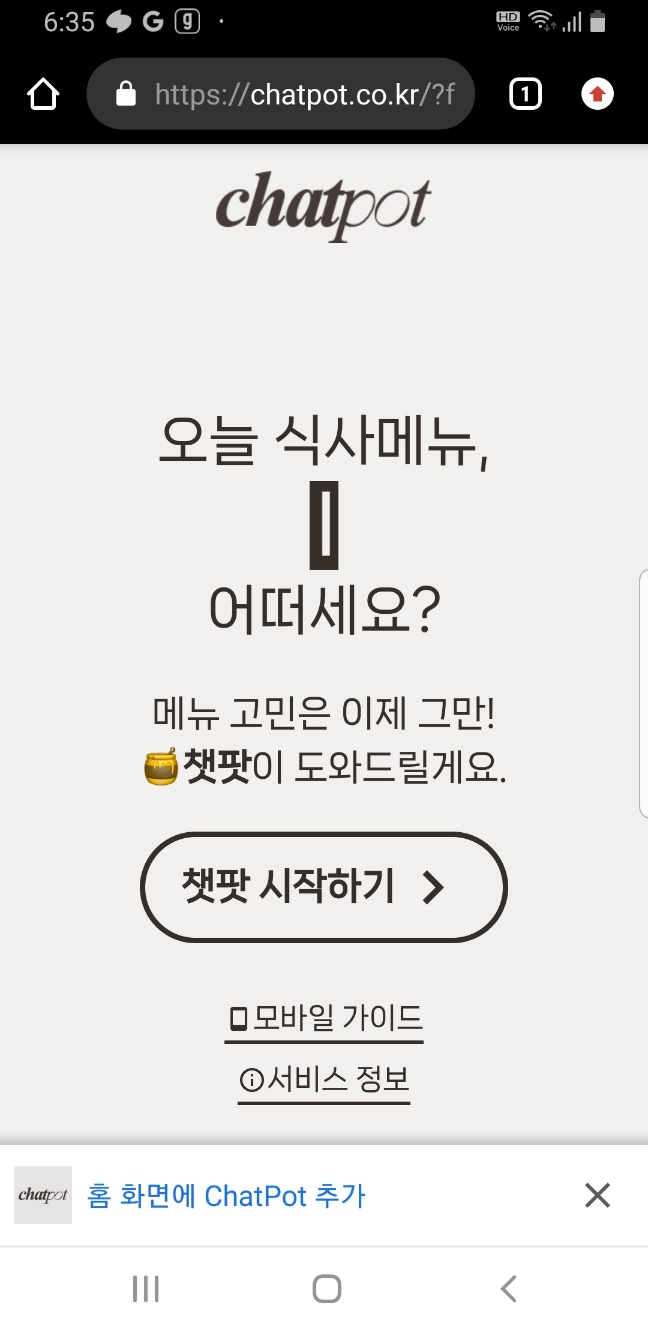 6:35
HD
Voice
https://chatpot.co.kr/?f
1
chatpot
오늘 식사메뉴,
어떠세요?
메뉴 고민은 이제 그만!
챗팟이 도와드릴게요.
챗팟 시작하기
모바일 가이드
서비스 정보
chatpot
홈 화면에 ChatPot 추가